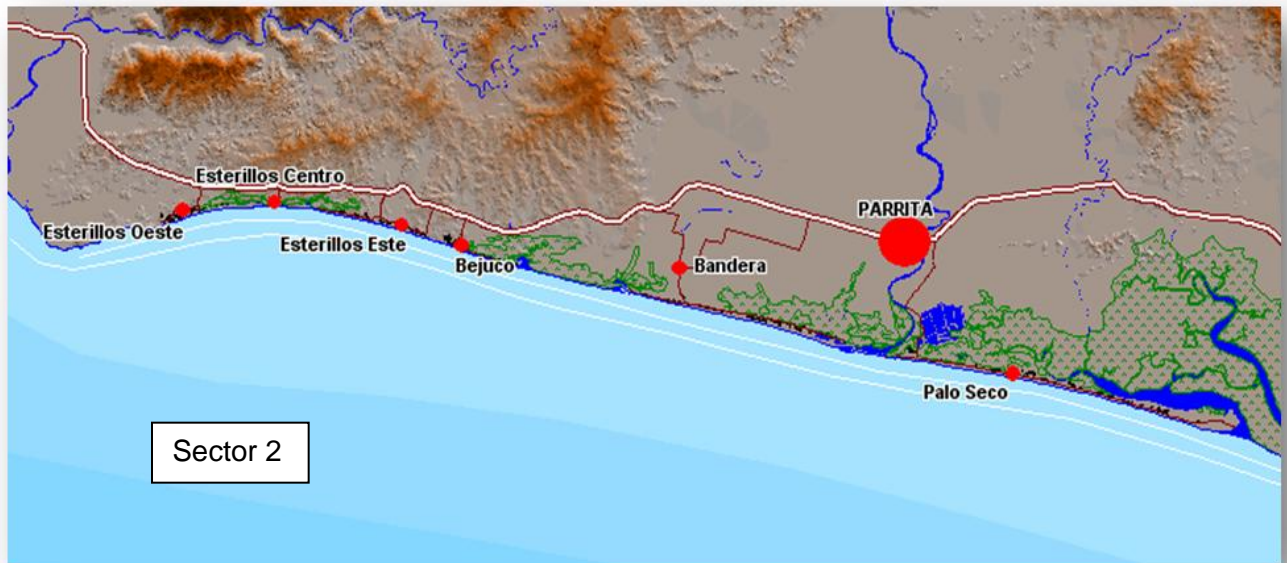 Esterillos Centro
PARRITA
Esterillos Oeste
Esterillos Este
Bejuco
Bandera
Palo Seco
Sector 2